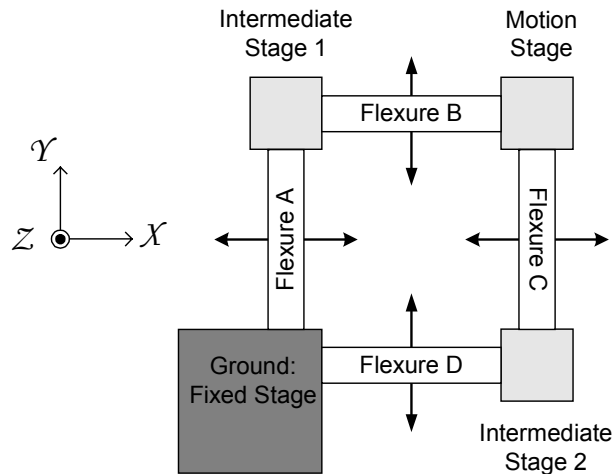 Intermediate
Stage 1
Motion
Stage
Flexure B
Y
Z
X
Flexure A
Flexure C
Ground:
Fixed Stage
Flexure D
Intermediate
Stage 2